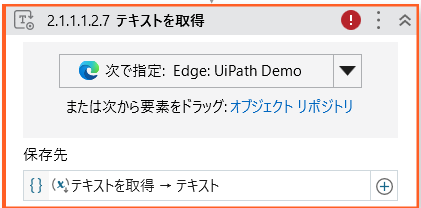 2.1.1.1.2.7 テキストを取得
次で指定: Edge: UiPath Demo
または次から要素をドラッグ: オブジェクト リポジトリ
保存先
{} (x)テキストを取得 → テキスト